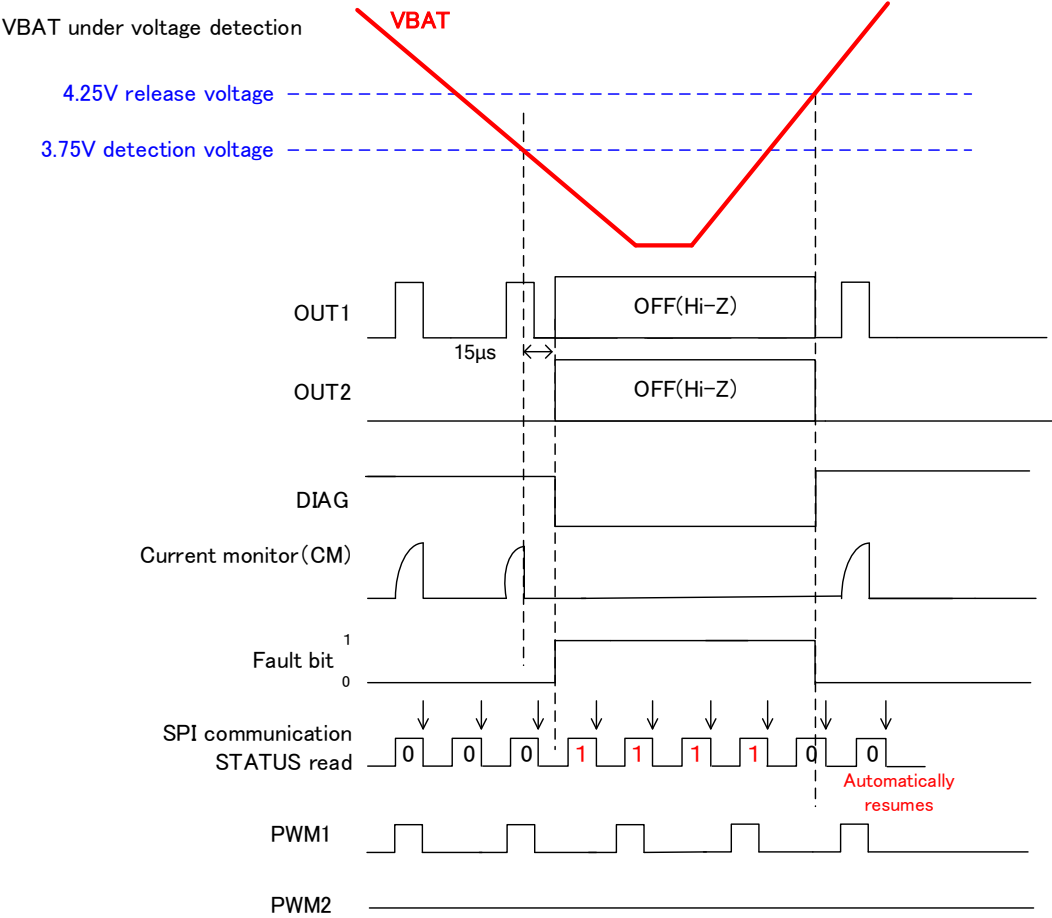 VBAT under voltage detection
VBAT
4.25V release voltage
3.75V detection voltage
OUT1
OFF(Hi-Z)
15μs
OUT2
OFF(Hi-Z)
DIAG
Current monitor(CM)
1
Fault bit
0
SPI communication
STATUS read
0 0 0 1 1 1 1 0 0
Automatically
resumes
PWM1
PWM2